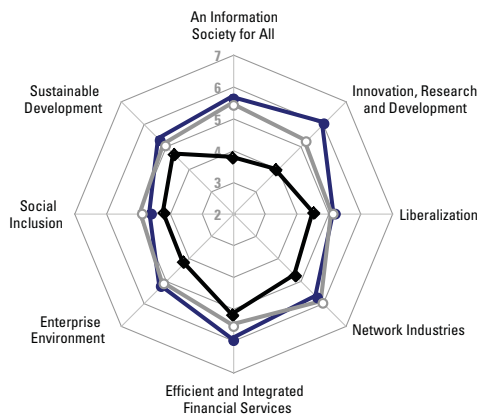 An Information
Society for All
7
6
5
4
3
2
Innovation, Research
and Development
Sustainable
Development
Social
Inclusion
Liberalization
Enterprise
Environment
Network Industries
Efficient and Integrated
Financial Services